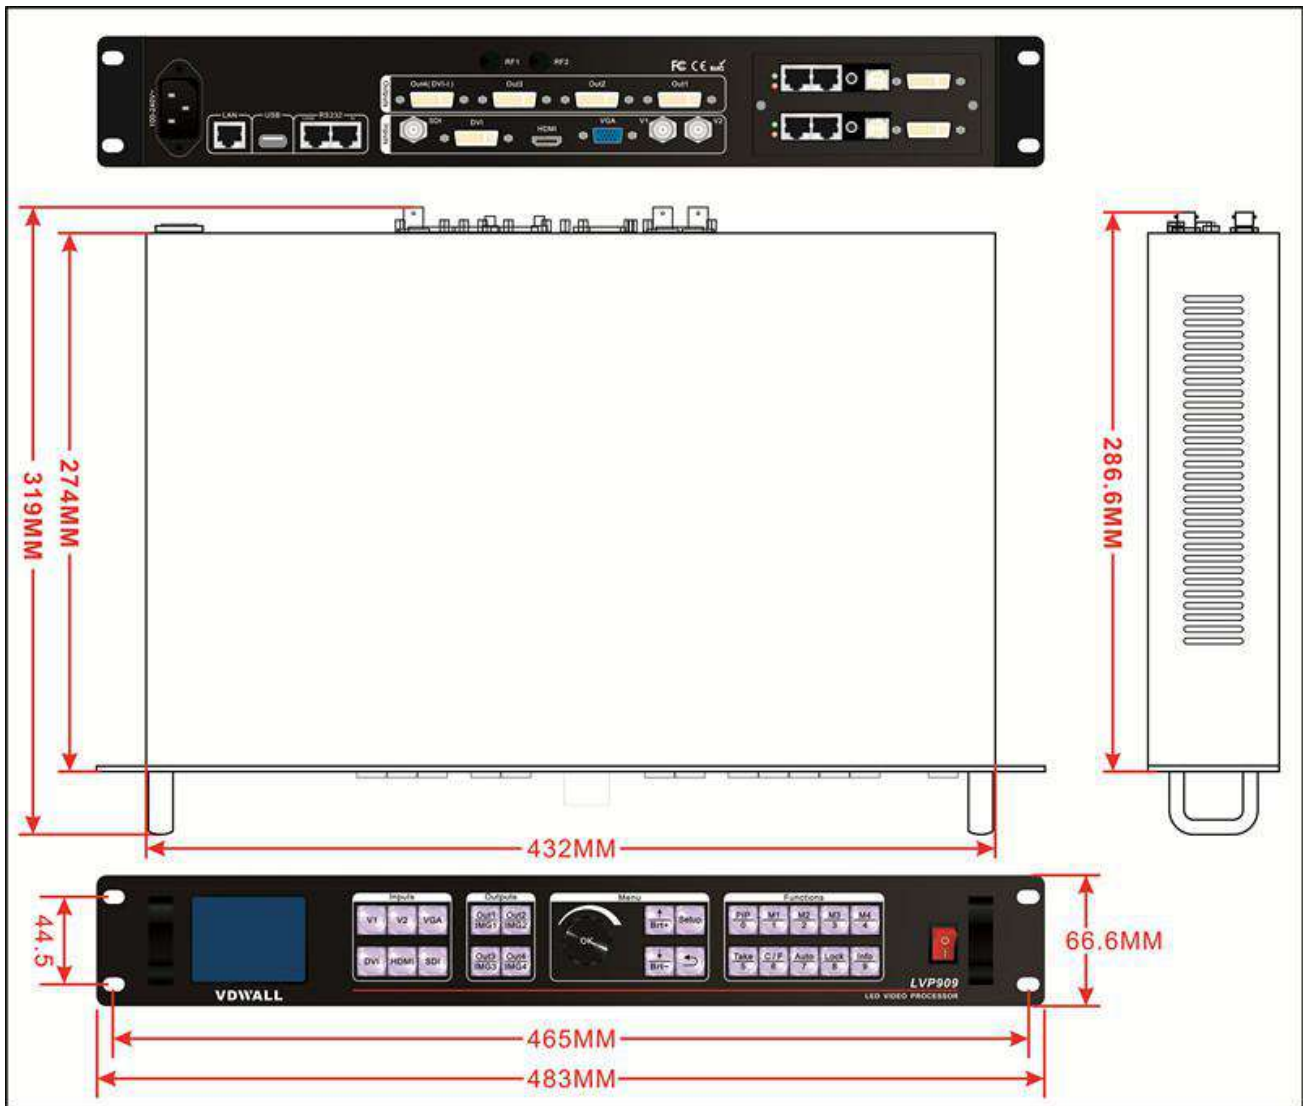 RF1 RF2 FC CE RoHS
Outputs Out4(DVI-I) Out3 Out2 Out1
100-240V~
LAN USB RS232
Inputs SDI DVI HDMI VGA V1 V2
319MM
274MM
286.6MM
432MM
Inputs Outputs Menu Functions
V1 V2 VGA
Out1 IMG1 Out2 IMG2
Brt+ Setup
PIP 0 M1 1 M2 2 M3 3 M4 4
OK
DVI HDMI SDI
Out3 IMG3 Out4 IMG4
Brt-
Take 5 C/F 6 Auto 7 Lock 8 Info 9
44.5
66.6MM
VDWALL
LVP909
LED VIDEO PROCESSOR
465MM
483MM